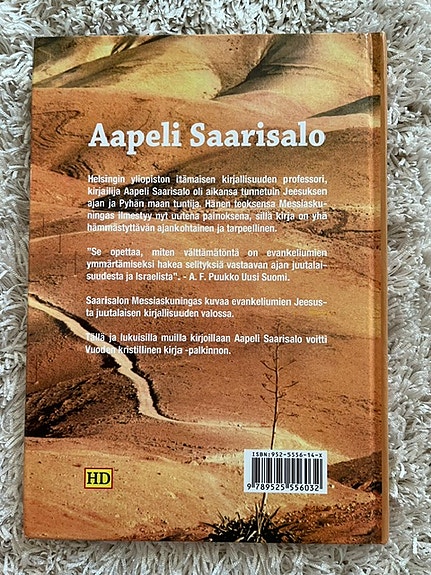 Aapeli Saarisalo
Helsingin yliopiston itämaisen kirjallisuuden professori,
kirjailija Aapeli Saarisalo oli aikansa tunnetuin Jeesuksen
ajan ja Pyhän maan tuntija. Hänen teoksensa Messiasku-
ningas ilmestyy nyt uutena painoksena, sillä kirja on yhä
hämmästyttävän ajankohtainen ja tarpeellinen.
"Se opettaa, miten välttämätöntä on evankeliumien
ymmärtämiseksi hakea selityksiä vastaavan ajan juutalai-
suudesta ja Israelista". - A. F. Puukko Uusi Suomi.
Saarisalon Messiaskuningas kuvaa evankeliumien Jeesus-
ta juutalaisen kirjallisuuden valossa.
Tällä ja lukuisilla muilla kirjoillaan Aapeli Saarisalo voitti
Vuoden kristillinen kirja -palkinnon.
ISBN:952-5556-14-X
9 789525 556032
HD